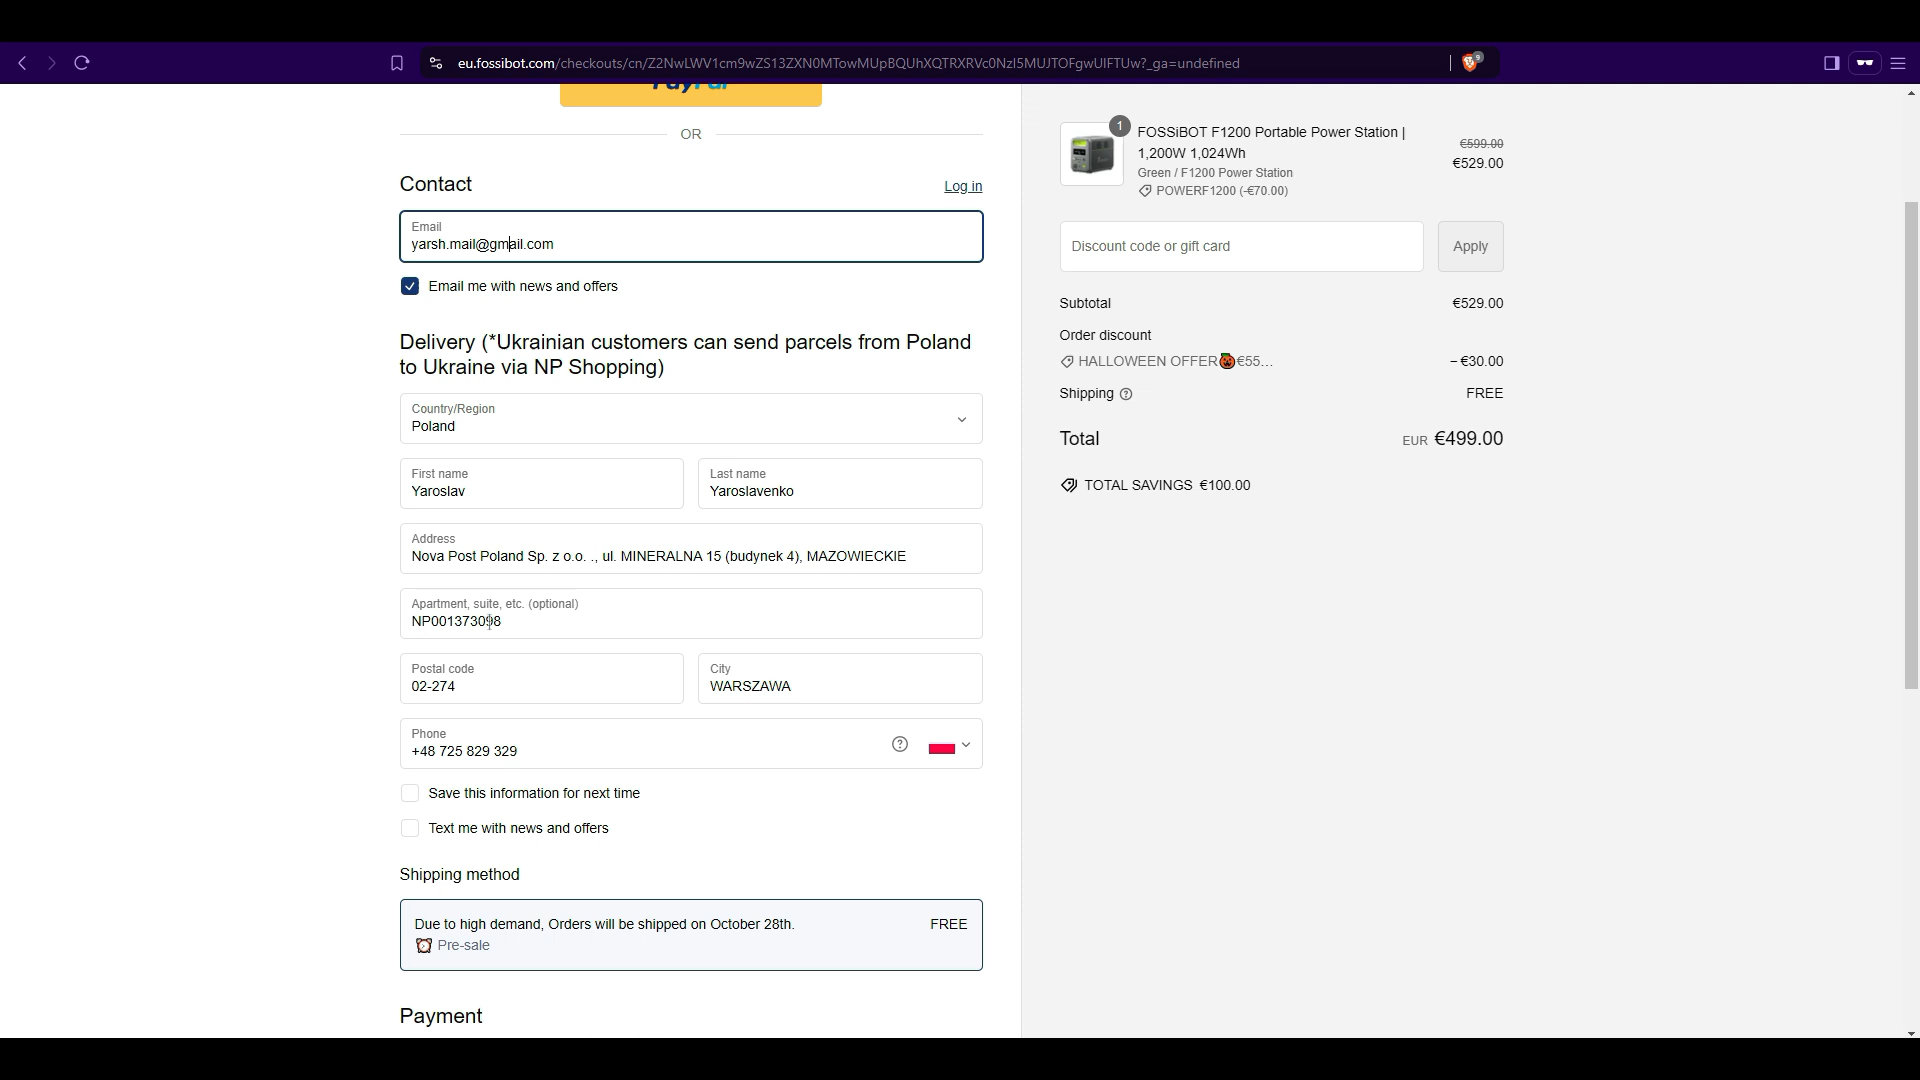 eu.fossibot.com/checkouts/cn/Z2NwLWV1cm9wZS13ZXN0MTowMUpBQUhXQTRXRVc0NzI5MUJTOFgwUlFTUw?_ga=undefined
9
PayPal
OR
Contact
Log in
Email
yarsh.mail@gmail.com
Email me with news and offers
Delivery (*Ukrainian customers can send parcels from Poland
to Ukraine via NP Shopping)
Country/Region
Poland
First name
Yaroslav
Last name
Yaroslavenko
Address
Nova Post Poland Sp. z o.o. ., ul. MINERALNA 15 (budynek 4), MAZOWIECKIE
Apartment, suite, etc. (optional)
NP001373098
Postal code
02-274
City
WARSZAWA
Phone
+48 725 829 329
Save this information for next time
Text me with news and offers
Shipping method
Due to high demand, Orders will be shipped on October 28th. FREE
⏰ Pre-sale
Payment
1
FOSSiBOT F1200 Portable Power Station |
1,200W 1,024Wh
Green / F1200 Power Station
POWERF1200 (-€70.00)
€599.00
€529.00
Discount code or gift card
Apply
Subtotal €529.00
Order discount
HALLOWEEN OFFER🎃€55... – €30.00
Shipping FREE
Total EUR €499.00
TOTAL SAVINGS €100.00